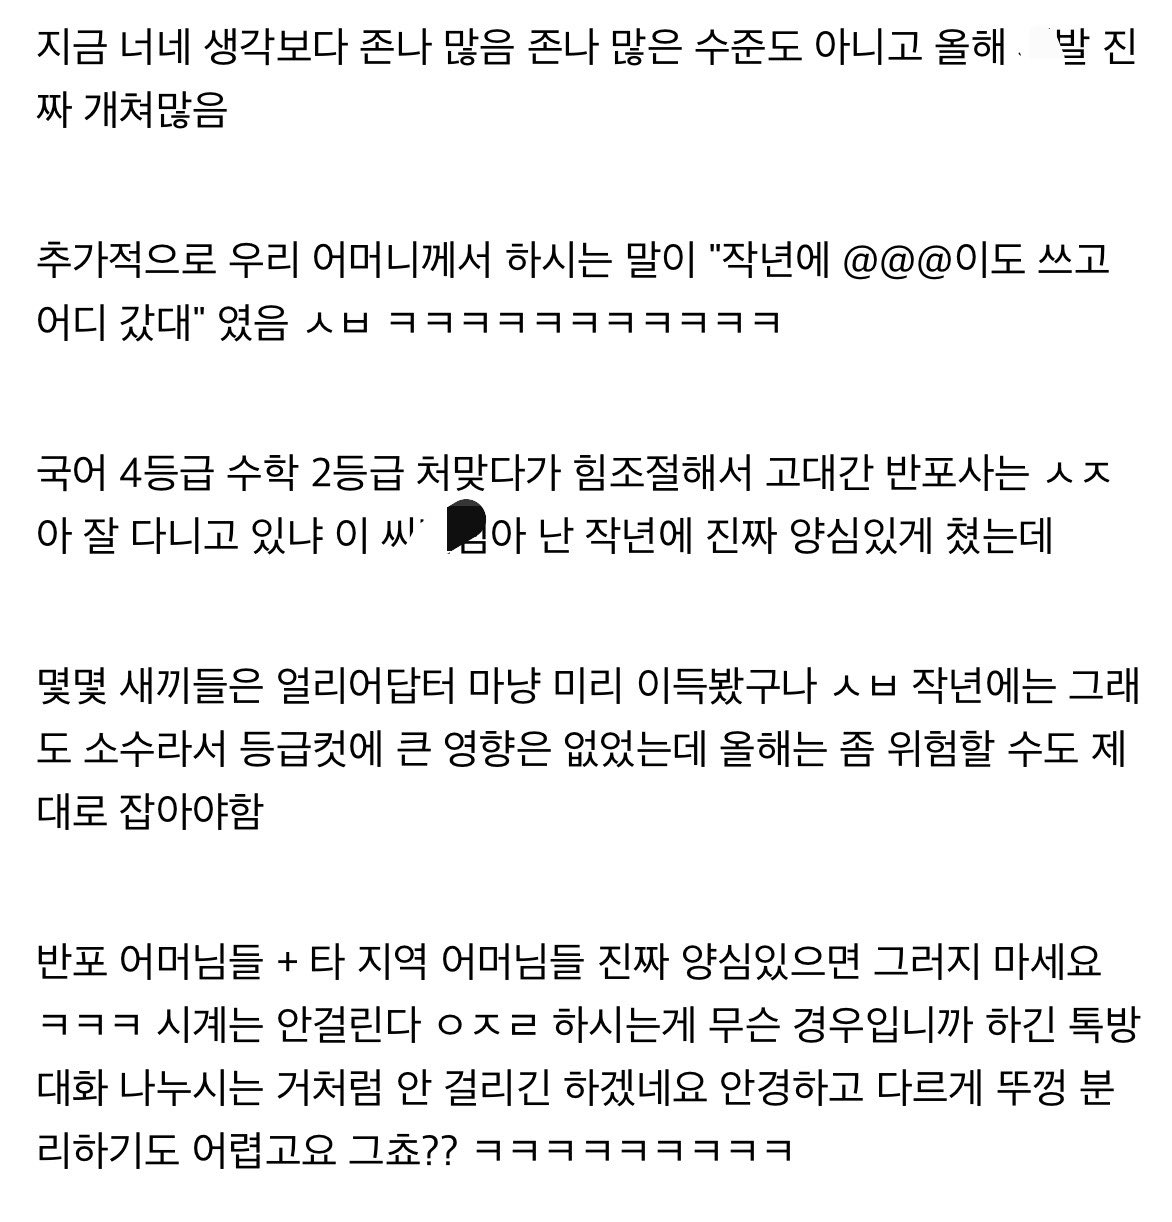 지금 너네 생각보다 존나 많음 존나 많은 수준도 아니고 올해 발 진
짜 개쳐많음
추가적으로 우리 어머니께서 하시는 말이 "작년에 @@@이도 쓰고
어디 갔대" 였음 ㅅㅂ ㅋㅋㅋㅋㅋㅋㅋㅋㅋㅋㅋ
국어 4등급 수학 2등급 처맞다가 힘조절해서 고대간 반포사는 ㅅㅈ
아 잘 다니고 있냐 이 난 작년에 진짜 양심있게 쳤는데
몇몇 새끼들은 얼리어답터 마냥 미리 이득봤구나 ㅅㅂ 작년에는 그래
도 소수라서 등급컷에 큰 영향은 없었는데 올해는 좀 위험할 수도 제
대로 잡아야함
반포 어머님들 + 타 지역 어머님들 진짜 양심있으면 그러지 마세요
ㅋㅋㅋ 시계는 안걸린다 ㅇㅈㄹ 하시는게 무슨 경우입니까 하긴 톡방
대화 나누시는 거처럼 안 걸리긴 하겠네요 안경하고 다르게 뚜껑 분
리하기도 어렵고요 그쵸?? ㅋㅋㅋㅋㅋㅋㅋㅋㅋ